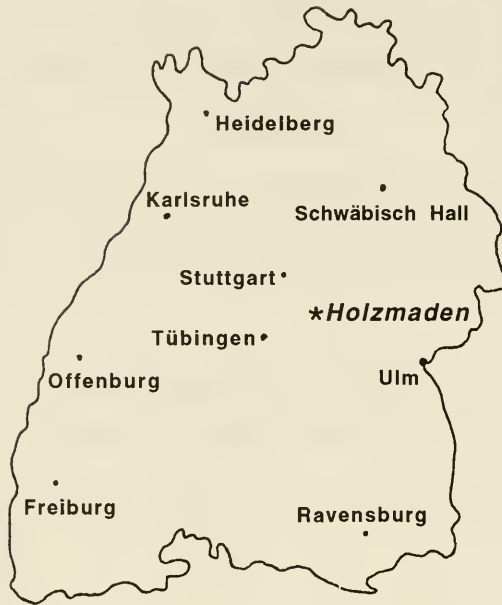 Heidelberg
Karlsruhe
Schwäbisch Hall
Stuttgart
*Holzmaden
Tübingen
Offenburg
Ulm
Freiburg
Ravensburg